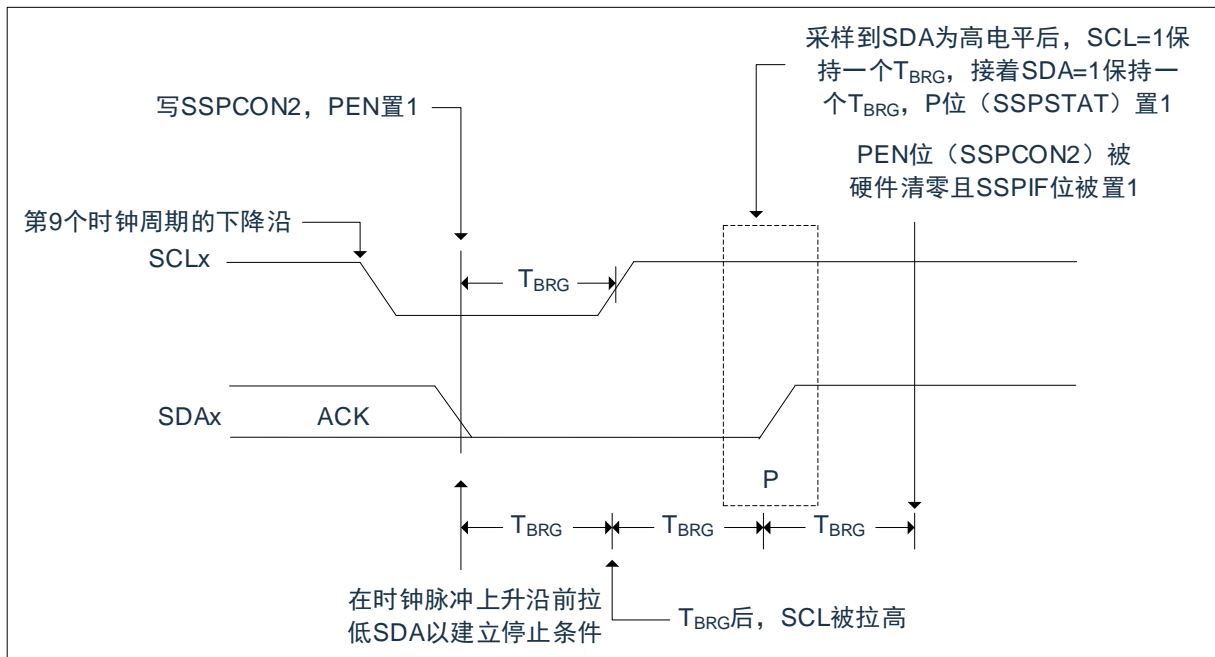 采样到SDA为高电平后，SCL=1保
持一个TBRG，接着SDA=1保持一
个TBRG，P位（SSPSTAT）置1
写SSPCON2，PEN置1
PEN位（SSPCON2）被
硬件清零且SSPIF位被置1
第9个时钟周期的下降沿
SCLx
TBRG
SDAx
ACK
P
TBRG
TBRG
TBRG
在时钟脉冲上升沿前拉
低SDA以建立停止条件
TBRG后，SCL被拉高